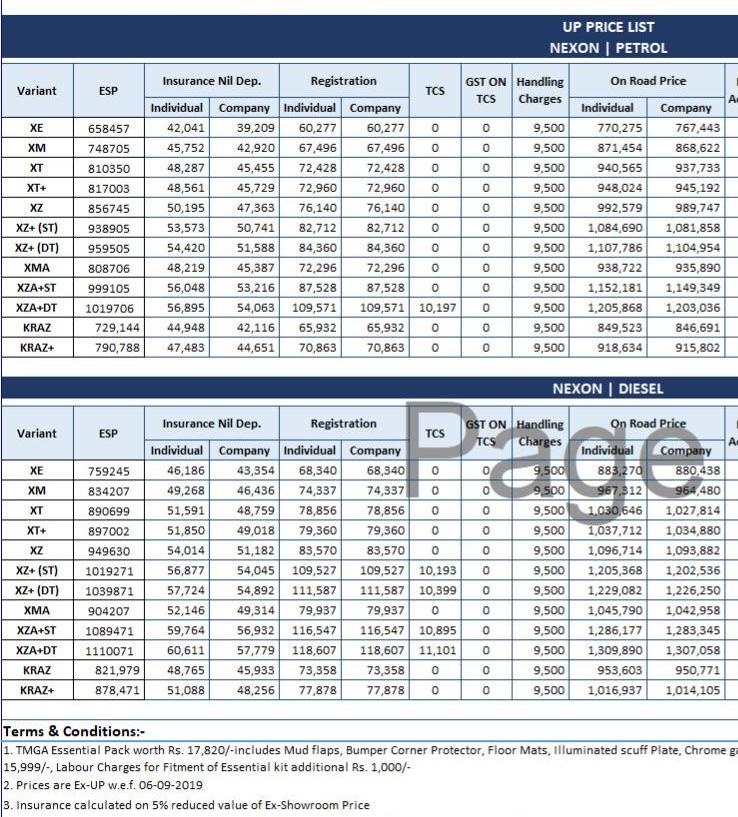 UP PRICE LIST
NEXON | PETROL
Variant ESP Insurance Nil Dep. Registration TCS GST ON TCS Handling Charges On Road Price
Individual Company Individual Company Individual Company
XE 658457 42,041 39,209 60,277 60,277 0 0 9,500 770,275 767,443
XM 748705 45,752 42,920 67,496 67,496 0 0 9,500 871,454 868,622
XT 810350 48,287 45,455 72,428 72,428 0 0 9,500 940,565 937,733
XT+ 817003 48,561 45,729 72,960 72,960 0 0 9,500 948,024 945,192
XZ 856745 50,195 47,363 76,140 76,140 0 0 9,500 992,579 989,747
XZ+ (ST) 938905 53,573 50,741 82,712 82,712 0 0 9,500 1,084,690 1,081,858
XZ+ (DT) 959505 54,420 51,588 84,360 84,360 0 0 9,500 1,107,786 1,104,954
XMA 808706 48,219 45,387 72,296 72,296 0 0 9,500 938,722 935,890
XZA+ST 999105 56,048 53,216 87,528 87,528 0 0 9,500 1,152,181 1,149,349
XZA+DT 1019706 56,895 54,063 109,571 109,571 10,197 0 9,500 1,205,868 1,203,036
KRAZ 729,144 44,948 42,116 65,932 65,932 0 0 9,500 849,523 846,691
KRAZ+ 790,788 47,483 44,651 70,863 70,863 0 0 9,500 918,634 915,802
NEXON | DIESEL
Variant ESP Insurance Nil Dep. Registration TCS GST ON TCS Handling Charges On Road Price
Individual Company Individual Company Individual Company
Page
XE 759245 46,186 43,354 68,340 68,340 0 0 9,500 883,270 880,438
XM 834207 49,268 46,436 74,337 74,337 0 0 9,500 967,312 964,480
XT 890699 51,591 48,759 78,856 78,856 0 0 9,500 1,030,646 1,027,814
XT+ 897002 51,850 49,018 79,360 79,360 0 0 9,500 1,037,712 1,034,880
XZ 949630 54,014 51,182 83,570 83,570 0 0 9,500 1,096,714 1,093,882
XZ+ (ST) 1019271 56,877 54,045 109,527 109,527 10,193 0 9,500 1,205,368 1,202,536
XZ+ (DT) 1039871 57,724 54,892 111,587 111,587 10,399 0 9,500 1,229,082 1,226,250
XMA 904207 52,146 49,314 79,937 79,937 0 0 9,500 1,045,790 1,042,958
XZA+ST 1089471 59,764 56,932 116,547 116,547 10,895 0 9,500 1,286,177 1,283,345
XZA+DT 1110071 60,611 57,779 118,607 118,607 11,101 0 9,500 1,309,890 1,307,058
KRAZ 821,979 48,765 45,933 73,358 73,358 0 0 9,500 953,603 950,771
KRAZ+ 878,471 51,088 48,256 77,878 77,878 0 0 9,500 1,016,937 1,014,105
Terms & Conditions:-
1. TMGA Essential Pack worth Rs. 17,820/-includes Mud flaps, Bumper Corner Protector, Floor Mats, Illuminated scuff Plate, Chrome
15,999/-, Labour Charges for Fitment of Essential kit additional Rs. 1,000/-
2. Prices are Ex-UP w.e.f. 06-09-2019
3. Insurance calculated on 5% reduced value of Ex-Showroom Price